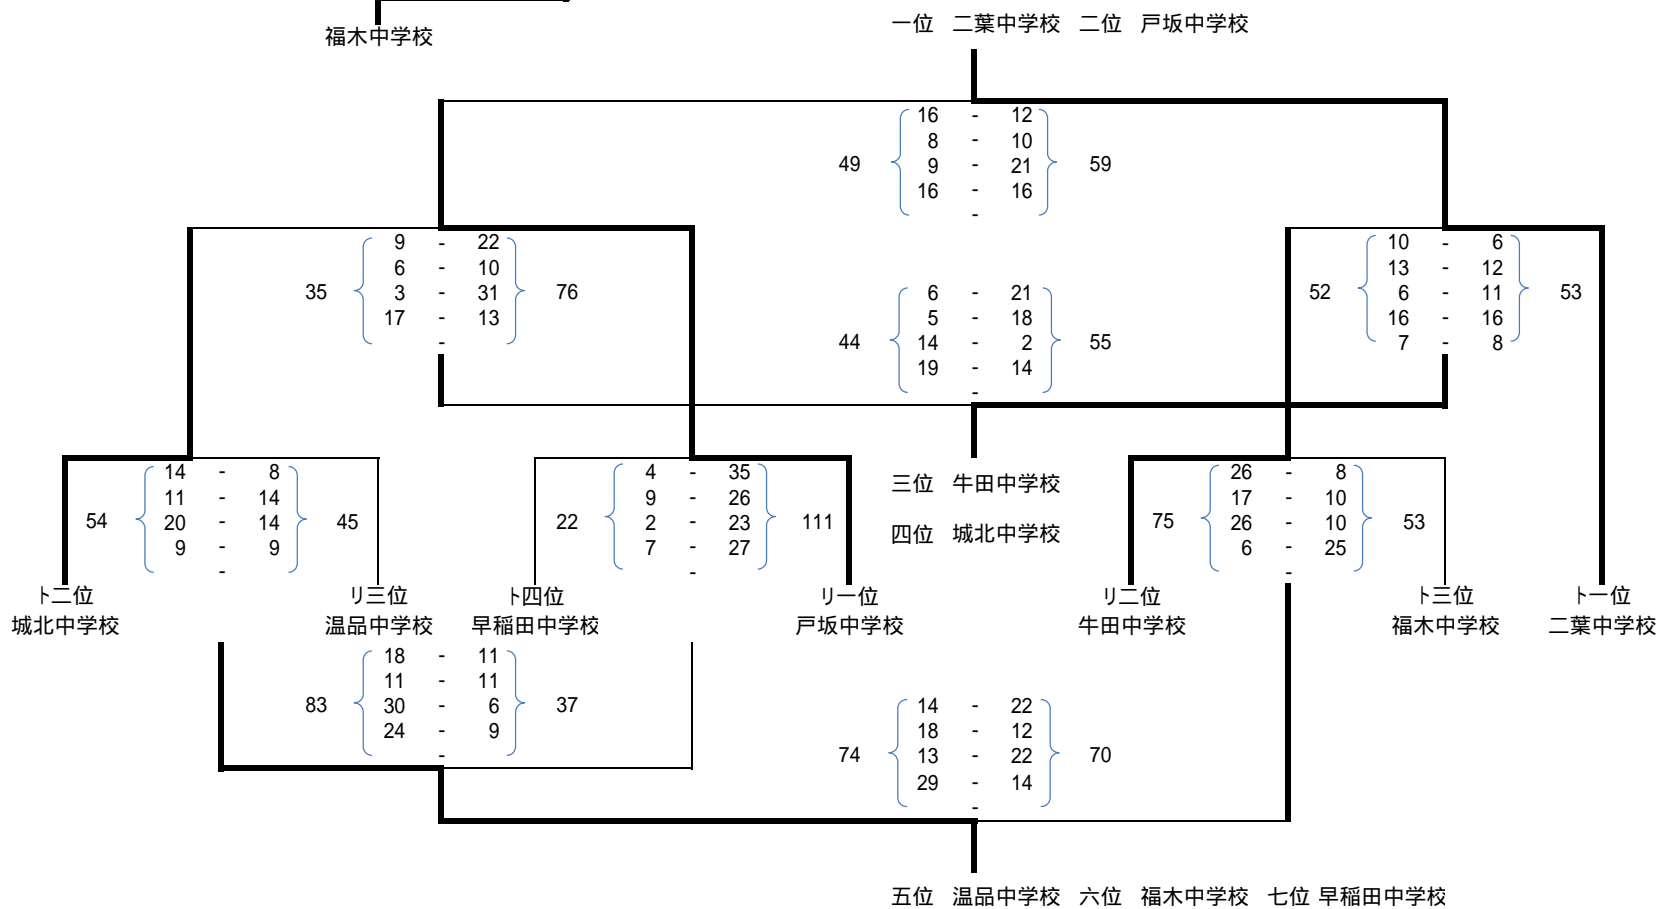 福木中学校
一位 二葉中学校 二位 戸坂中学校
16 - 12
8 - 10
49 9 - 21 59
16 - 16
-
9 - 22
6 - 10
35 3 - 31 76
17 - 13
-
10 - 6
13 - 12
52 6 - 11 53
16 - 16
7 - 8
6 - 21
5 - 18
44 14 - 2 55
19 - 14
-
14 - 8
11 - 14
54 20 - 14 45
9 - 9
-
4 - 35
9 - 26
22 2 - 23 111
7 - 27
-
三位 牛田中学校
四位 城北中学校
26 - 8
17 - 10
75 26 - 10 53
6 - 25
-
ト二位 リ三位 ト四位 リ一位 リ二位 ト三位 ト一位
城北中学校 温品中学校 早稲田中学校 戸坂中学校 牛田中学校 福木中学校 二葉中学校
18 - 11
11 - 11
83 30 - 6 37
24 - 9
-
14 - 22
18 - 12
74 13 - 22 70
29 - 14
-
五位 温品中学校 六位 福木中学校 七位 早稲田中学校